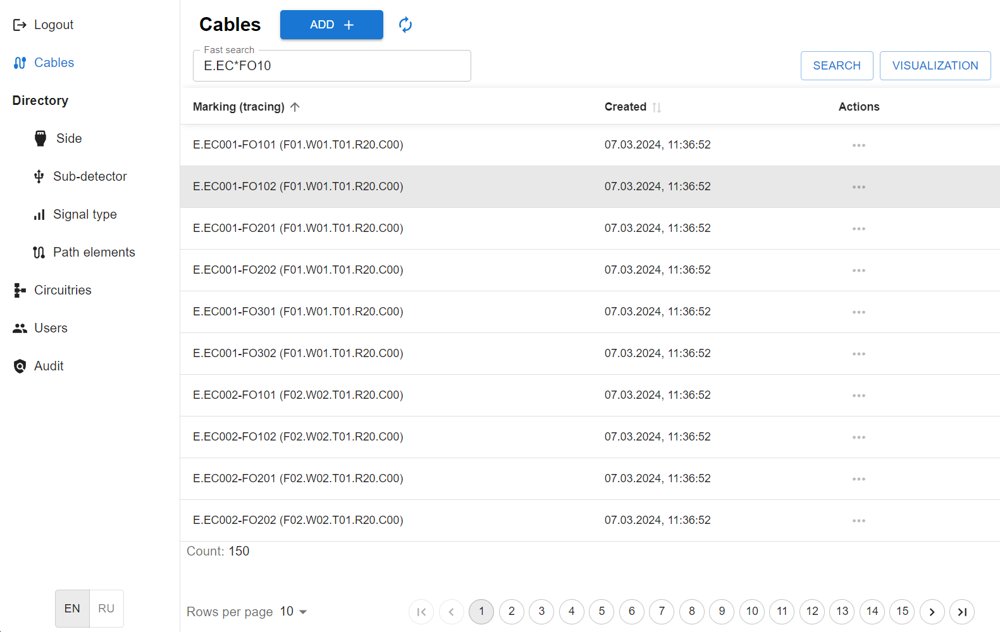 Logout
Cables
Directory
Side
Sub-detector
Signal type
Path elements
Circuitries
Users
Audit
EN RU
Cables ADD +
Fast search
E.EC*FO10
SEARCH VISUALIZATION
Marking (tracing) Created Actions
E.EC001-FO101 (F01.W01.T01.R20.C00) 07.03.2024, 11:36:52
E.EC001-FO102 (F01.W01.T01.R20.C00) 07.03.2024, 11:36:52
E.EC001-FO201 (F01.W01.T01.R20.C00) 07.03.2024, 11:36:52
E.EC001-FO202 (F01.W01.T01.R20.C00) 07.03.2024, 11:36:52
E.EC001-FO301 (F01.W01.T01.R20.C00) 07.03.2024, 11:36:52
E.EC001-FO302 (F01.W01.T01.R20.C00) 07.03.2024, 11:36:52
E.EC002-FO101 (F02.W02.T01.R20.C00) 07.03.2024, 11:36:52
E.EC002-FO102 (F02.W02.T01.R20.C00) 07.03.2024, 11:36:52
E.EC002-FO201 (F02.W02.T01.R20.C00) 07.03.2024, 11:36:52
E.EC002-FO202 (F02.W02.T01.R20.C00) 07.03.2024, 11:36:52
Count: 150
Rows per page 10 1 2 3 4 5 6 7 8 9 10 11 12 13 14 15